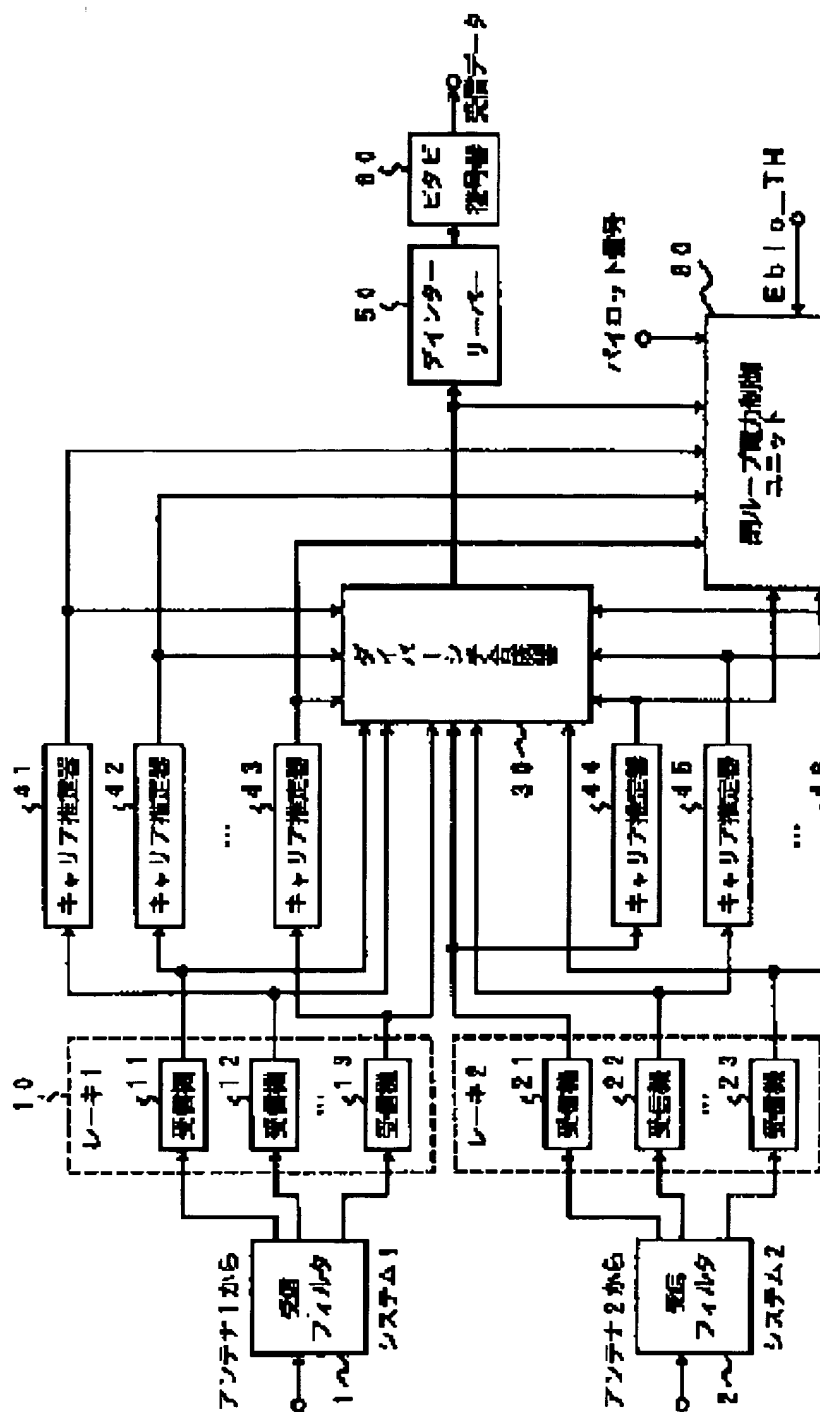 アンテナ1から
受信
フィルタ
1
システム1
10
レーキ1
受信機
11
受信機
12
...
受信機
13
キャリア推定器
41
キャリア推定器
42
...
キャリア推定器
43
ダイバーシチ合成器
30
ディンター
リーバー
50
ビタビ
復号器
受信データ
パイロット信号
閉ループ電力制御
ユニット
80
アンテナ2から
受信
フィルタ
2
システム2
レーキ2
受信機
21
受信機
22
...
受信機
23
キャリア推定器
44
キャリア推定器
45
...